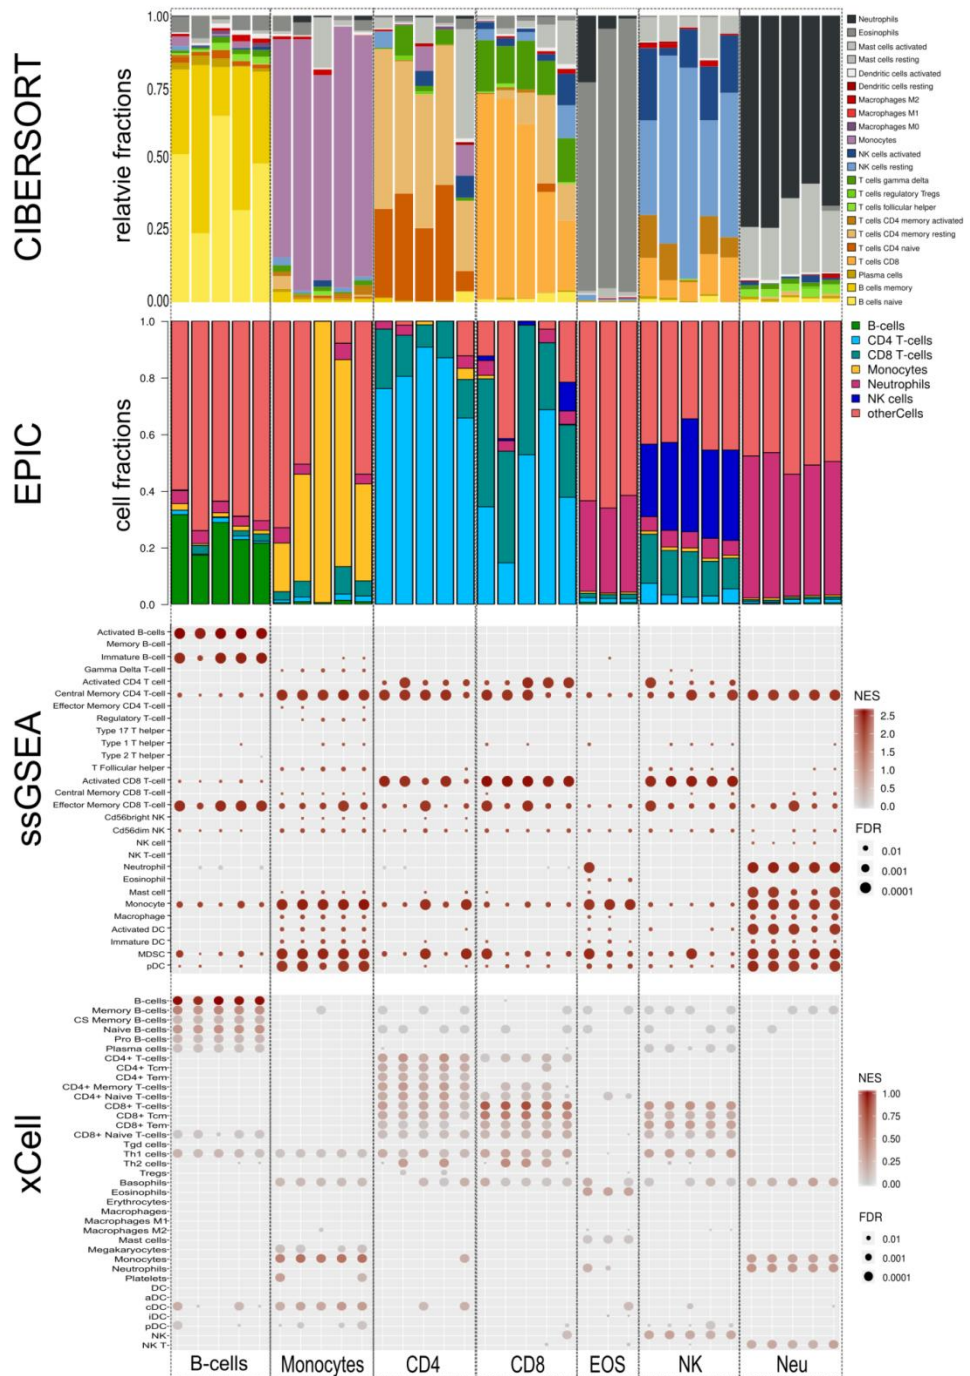 CIBERSORT
relatvie fractions
1.00
0.75
0.50
0.25
0.00
Neutrophils
Eosinophils
Mast cells activated
Mast cells resting
Dendritic cells activated
Dendritic cells resting
Macrophages M2
Macrophages M1
Macrophages M0
Monocytes
NK cells activated
NK cells resting
T cells gamma delta
T cells regulatory Tregs
T cells follicular helper
T cells CD4 memory activated
T cells CD4 memory resting
T cells CD4 naive
T cells CD8
Plasma cells
B cells memory
B cells naive
EPIC
cell fractions
1.0
0.8
0.6
0.4
0.2
0.0
B-cells
CD4 T-cells
CD8 T-cells
Monocytes
Neutrophils
NK cells
otherCells
ssGSEA
Activated B-cells
Memory B-cell
Immature B-cell
Gamma Delta T-cell
Activated CD4 T cell
Central Memory CD4 T-cell
Effector Memory CD4 T-cell
Regulatory T-cell
Type 17 T helper
Type 1 T helper
Type 2 T helper
T Follicular helper
Activated CD8 T-cell
Central Memory CD8 T-cell
Effector Memory CD8 T-cell
Cd56bright NK
Cd56dim NK
NK cell
NK T-cell
Neutrophil
Eosinophil
Mast cell
Monocyte
Macrophage
Activated DC
Immature DC
MDSC
pDC
NES
2.5
2.0
1.5
1.0
0.5
0.0
FDR
0.01
0.001
0.0001
xCell
B-cells
Memory B-cells
CS Memory B-cells
Naive B-cells
Pro B-cells
Plasma cells
CD4+ T-cells
CD4+ Tcm
CD4+ Tem
CD4+ Memory T-cells
CD4+ Naive T-cells
CD8+ T-cells
CD8+ Tcm
CD8+ Tem
CD8+ Naive T-cells
Tgd cells
Th1 cells
Th2 cells
Tregs
Basophils
Eosinophils
Erythrocytes
Macrophages
Macrophages M1
Macrophages M2
Mast cells
Megakaryocytes
Monocytes
Neutrophils
Platelets
DC
aDC
cDC
iDC
pDC
NK
NK T
NES
1.00
0.75
0.50
0.25
0.00
FDR
0.01
0.001
0.0001
B-cells
Monocytes
CD4
CD8
EOS
NK
Neu